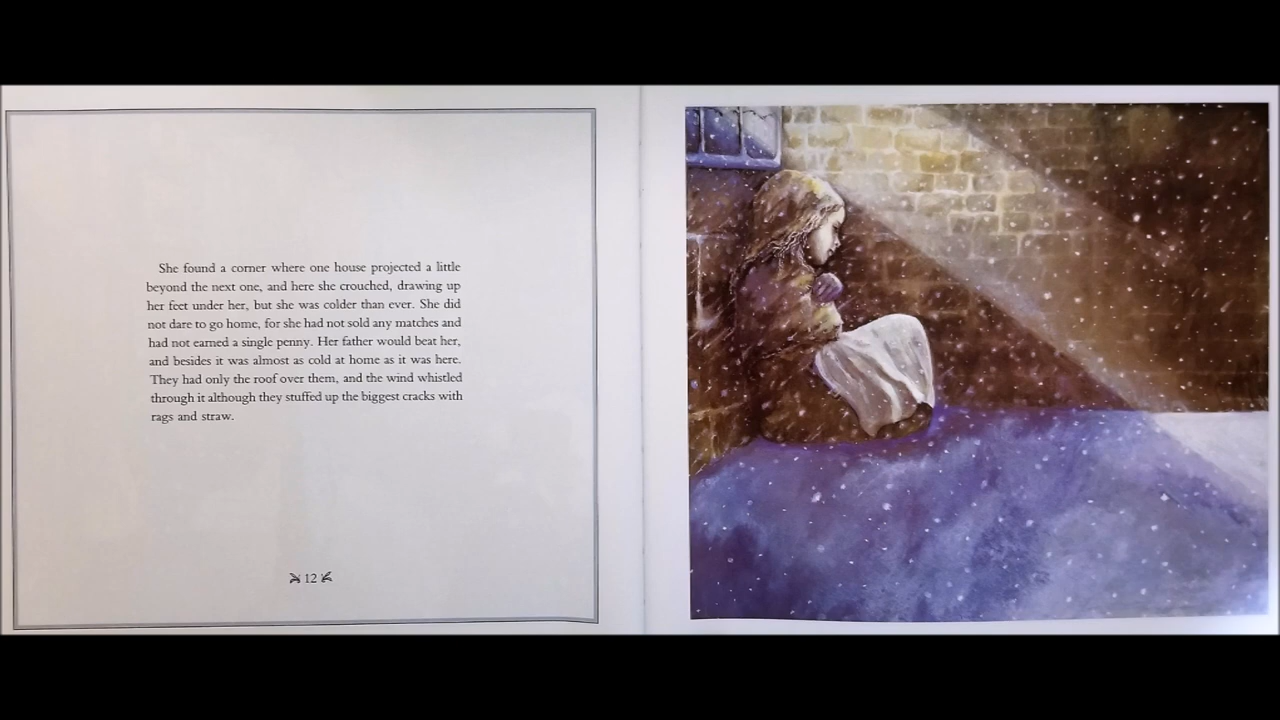 She found a corner where one house projected a little
beyond the next one, and here she crouched, drawing up
her feet under her, but she was colder than ever. She did
not dare to go home, for she had not sold any matches and
had not earned a single penny. Her father would beat her,
and besides it was almost as cold at home as it was here.
They had only the roof over them, and the wind whistled
through it although they stuffed up the biggest cracks with
rags and straw.
12